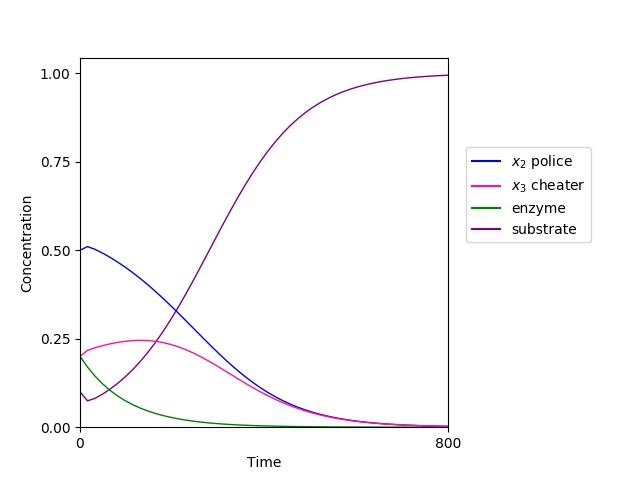 1.00
0.75
0.50
0.25
0.00
Concentration
0
800
Time
x₂ police
x₃ cheater
enzyme
substrate